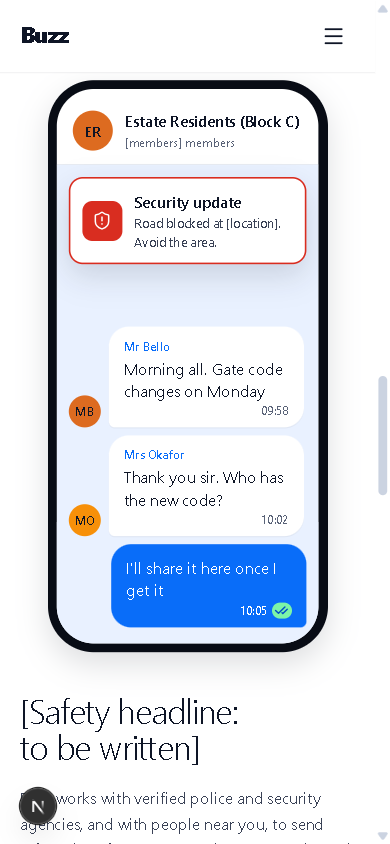 Buzz
ER
Estate Residents (Block C)
[members] members
Security update
Road blocked at [location].
Avoid the area.
Mr Bello
Morning all. Gate code
changes on Monday
09:58
MB
Mrs Okafor
Thank you sir. Who has
the new code?
10:02
MO
I'll share it here once I
get it
10:05
[Safety headline:
to be written]
works with verified police and security
agencies, and with people near you, to send
N